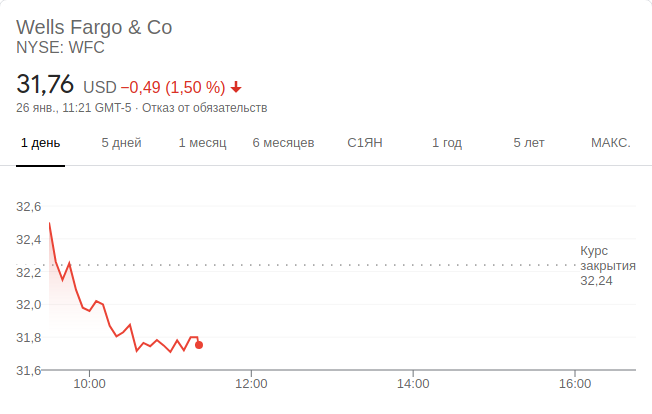 Wells Fargo & Co
NYSE: WFC
31,76 USD −0,49 (1,50 %)
26 янв., 11:21 GMT-5 · Отказ от обязательств
1 день 5 дней 1 месяц 6 месяцев С1ЯН 1 год 5 лет МАКС.
32,6
32,4
Курс
закрытия
32,24
32,2
32,0
31,8
31,6
10:00 12:00 14:00 16:00